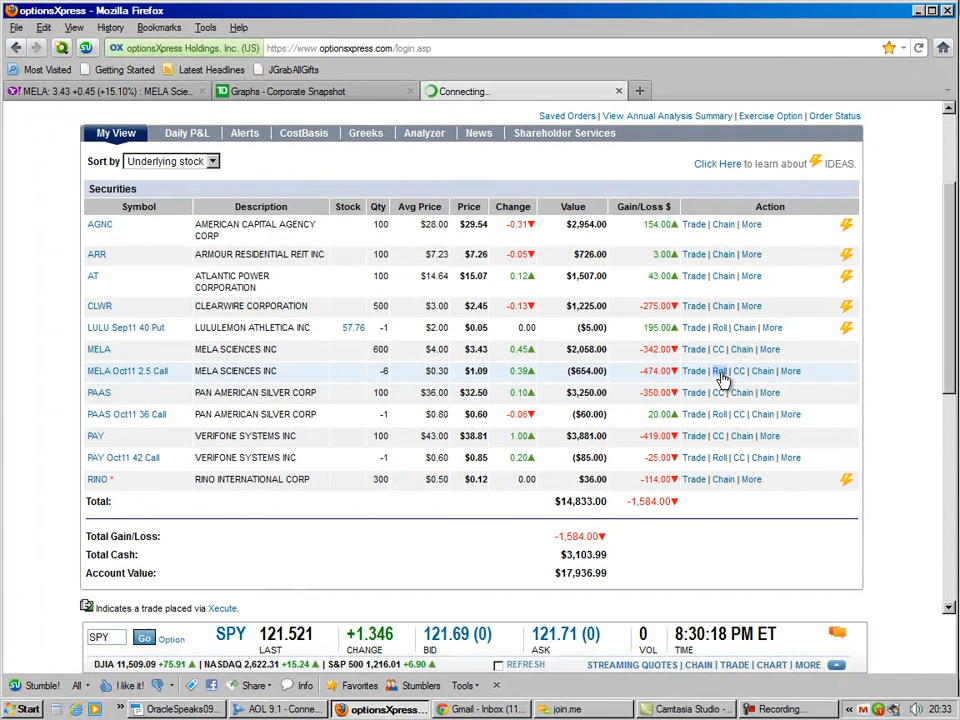 optionsXpress - Mozilla Firefox
File Edit View History Bookmarks Tools Help
OX optionsXpress Holdings, Inc. (US) https://www.optionsxpress.com/login.asp
Most Visited Getting Started Latest Headlines JGrabAllGifts
MELA: 3.43 +0.45 (+15.10%) : MELA Scie... Graphs - Corporate Snapshot Connecting...
Saved Orders | View Annual Analysis Summary | Exercise Option | Order Status
My View Daily P&L Alerts CostBasis Greeks Analyzer News Shareholder Services
Sort by Underlying stock
Click Here to learn about IDEAS.
Securities
Symbol Description Stock Qty Avg Price Price Change Value Gain/Loss $ Action
AGNC AMERICAN CAPITAL AGENCY CORP 100 $28.00 $29.54 -0.31▼ $2,954.00 154.00▲ Trade | Chain | More
ARR ARMOUR RESIDENTIAL REIT INC 100 $7.23 $7.26 -0.05▼ $726.00 3.00▲ Trade | Chain | More
AT ATLANTIC POWER CORPORATION 100 $14.64 $15.07 0.12▲ $1,507.00 43.00▲ Trade | Chain | More
CLWR CLEARWIRE CORPORATION 500 $3.00 $2.45 -0.13▼ $1,225.00 -275.00▼ Trade | Chain | More
LULU Sep11 40 Put LULULEMON ATHLETICA INC 57.76 -1 $2.00 $0.05 0.00 ($5.00) 195.00▲ Trade | Roll | Chain | More
MELA MELA SCIENCES INC 600 $4.00 $3.43 0.45▲ $2,058.00 -342.00▼ Trade | CC | Chain | More
MELA Oct11 2.5 Call MELA SCIENCES INC -6 $0.30 $1.09 0.39▲ ($654.00) -474.00▼ Trade | Roll | CC | Chain | More
PAAS PAN AMERICAN SILVER CORP 100 $36.00 $32.50 0.10▲ $3,250.00 -350.00▼ Trade | CC | Chain | More
PAAS Oct11 36 Call PAN AMERICAN SILVER CORP -1 $0.80 $0.60 -0.06▼ ($60.00) 20.00▲ Trade | Roll | CC | Chain | More
PAY VERIFONE SYSTEMS INC 100 $43.00 $38.81 1.00▲ $3,881.00 -419.00▼ Trade | CC | Chain | More
PAY Oct11 42 Call VERIFONE SYSTEMS INC -1 $0.60 $0.85 0.20▲ ($85.00) -25.00▼ Trade | Roll | CC | Chain | More
RINO * RINO INTERNATIONAL CORP 300 $0.50 $0.12 0.00 $36.00 -114.00▼ Trade | Chain | More
Total: $14,833.00 -1,584.00▼
Total Gain/Loss: -1,584.00▼
Total Cash: $3,103.99
Account Value: $17,936.99
Indicates a trade placed via Xecute.
SPY Go Option SPY 121.521 +1.346 121.69 (0) 121.71 (0) 0 8:30:18 PM ET
LAST CHANGE BID ASK VOL TIME
DJIA 11,509.09 +75.91▲ | NASDAQ 2,622.31 +15.24▲ | S&P 500 1,216.01 +6.90▲ REFRESH STREAMING QUOTES | CHAIN | TRADE | CHART | MORE
Stumble! All I like it! Share Info Favorites Stumblers Tools
Start OracleSpeaks09... AOL 9.1 - Conne... optionsXpress... Gmail - Inbox (11... join.me Camtasia Studio -... Recording... 20:33